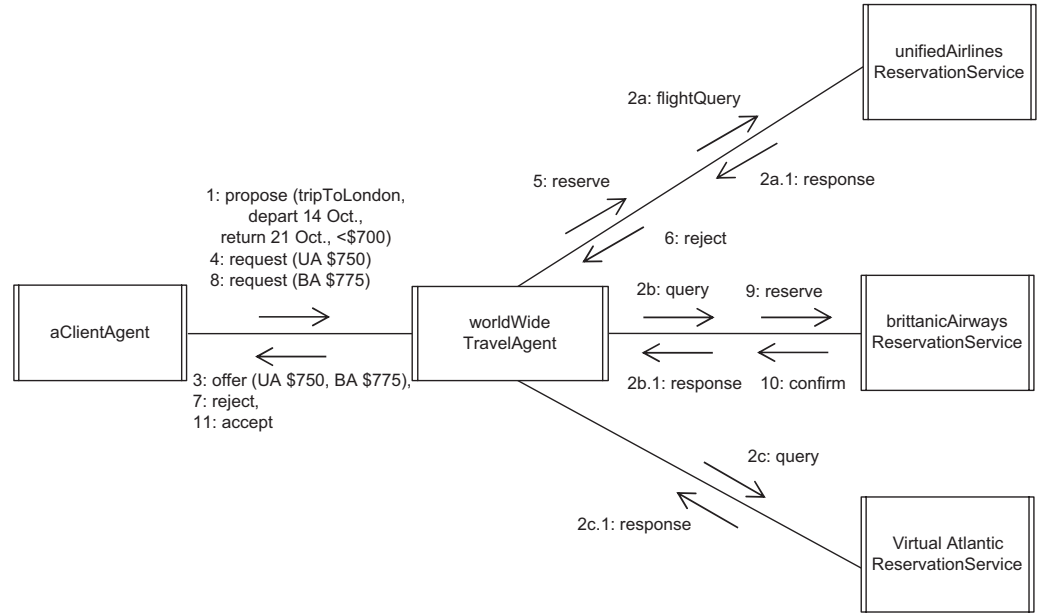 unifiedAirlines
ReservationService
2a: flightQuery
2a.1: response
5: reserve
6: reject
1: propose (tripToLondon,
depart 14 Oct.,
return 21 Oct., <$700)
4: request (UA $750)
8: request (BA $775)
aClientAgent
3: offer (UA $750, BA $775),
7: reject,
11: accept
worldWide
TravelAgent
2b: query
9: reserve
2b.1: response
10: confirm
brittanicAirways
ReservationService
2c: query
2c.1: response
Virtual Atlantic
ReservationService